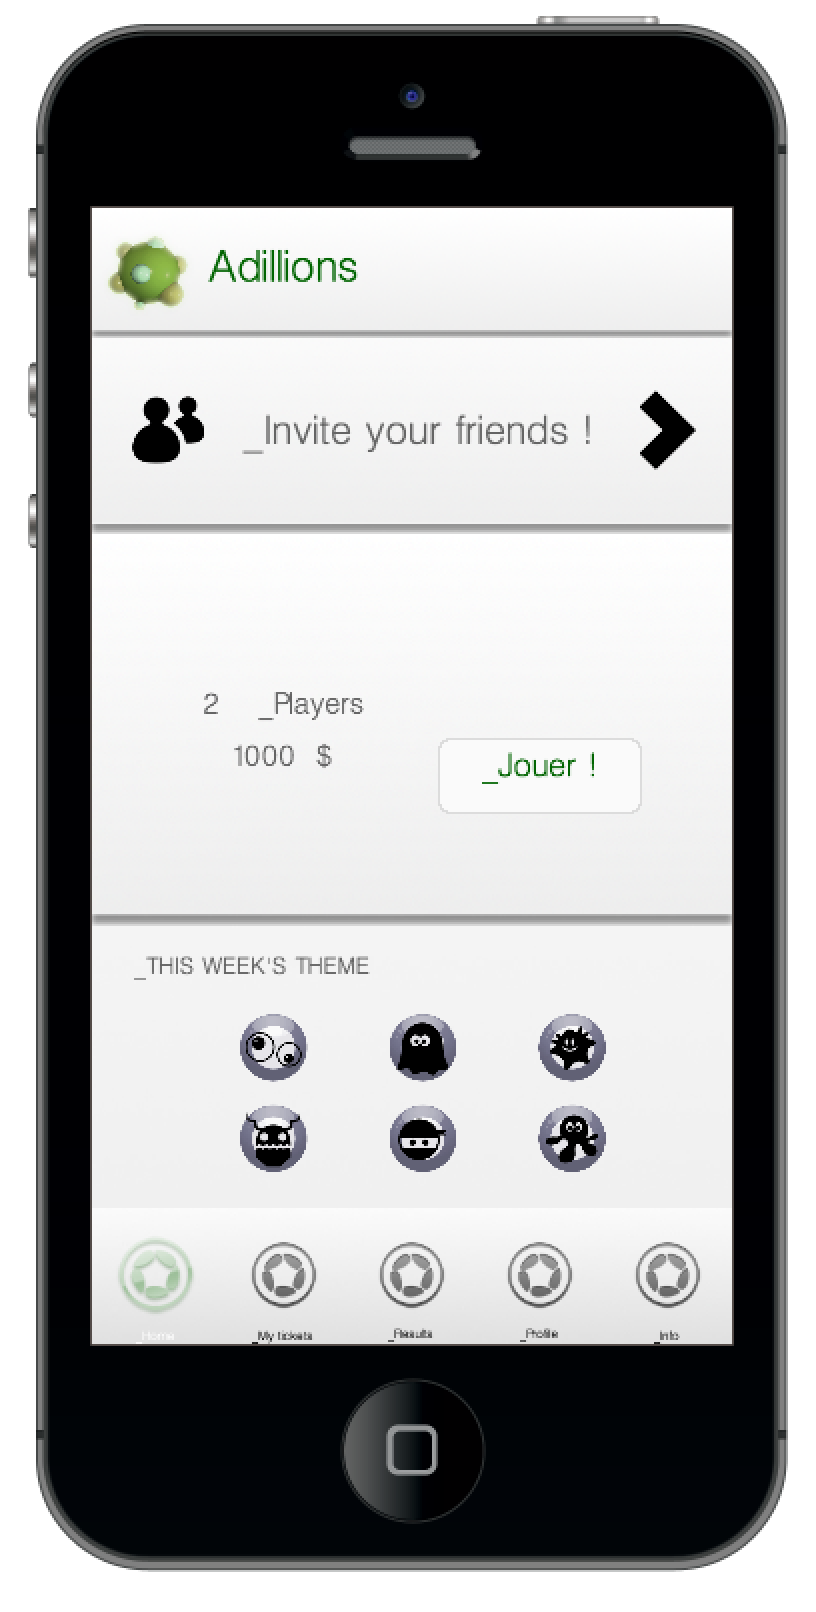 Adillions
_Invite your friends !
2 _Players
1000 $
_Jouer !
_THIS WEEK'S THEME
_Home _My tickets _Results _Profile _Info